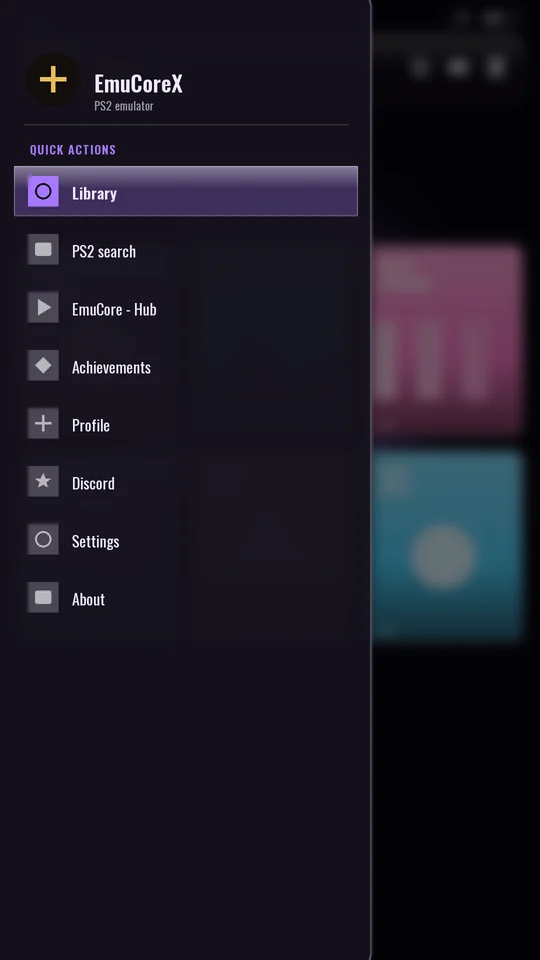 EmuCoreX
PS2 emulator
QUICK ACTIONS
Library
PS2 search
EmuCore - Hub
Achievements
Profile
Discord
Settings
About